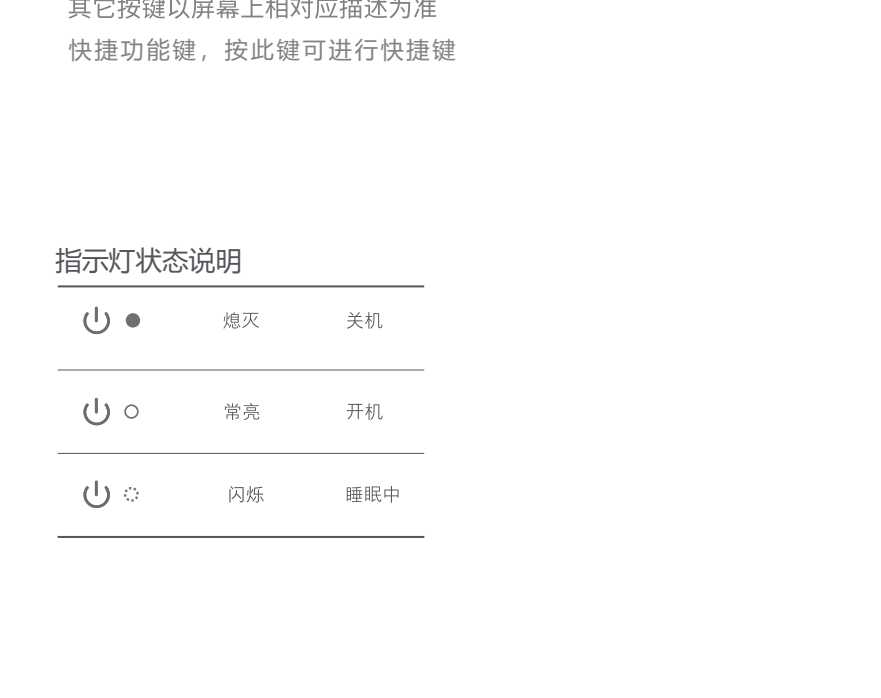 其它按键以屏幕上相对应描述为准
快捷功能键，按此键可进行快捷键
指示灯状态说明
熄灭 关机
常亮 开机
闪烁 睡眠中